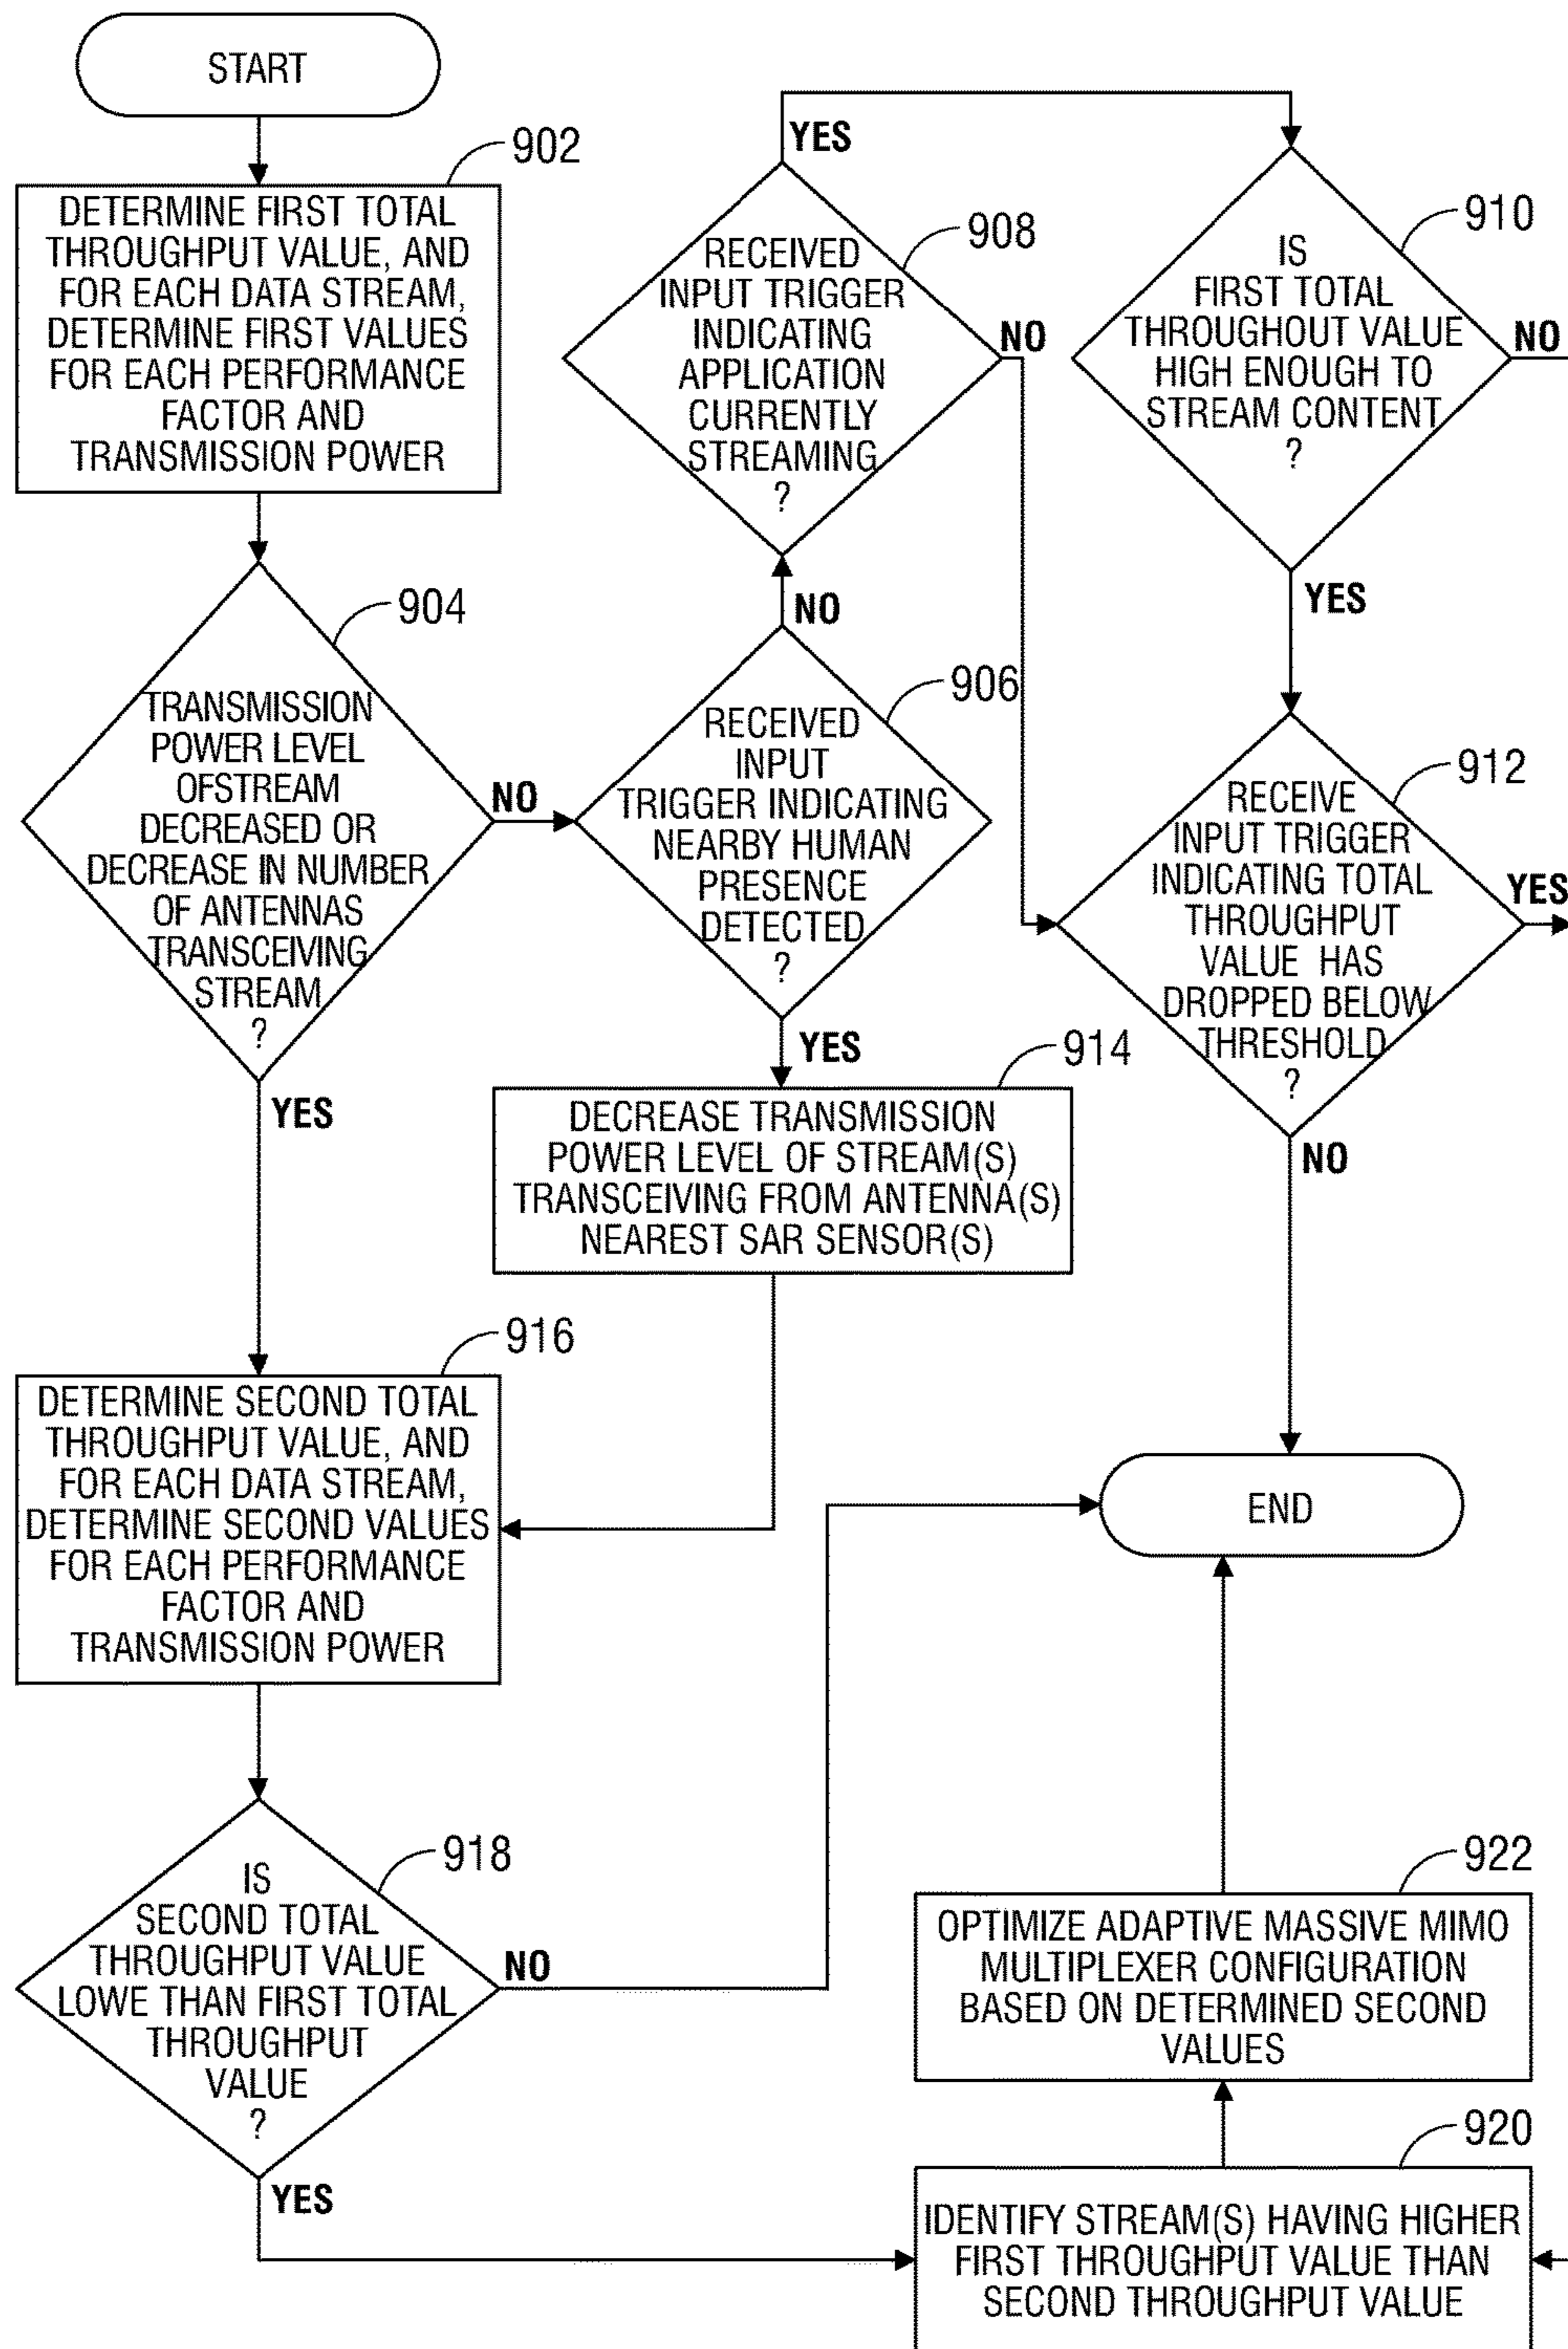 START
902
DETERMINE FIRST TOTAL
THROUGHPUT VALUE, AND
FOR EACH DATA STREAM,
DETERMINE FIRST VALUES
FOR EACH PERFORMANCE
FACTOR AND
TRANSMISSION POWER
904
TRANSMISSION
POWER LEVEL
OFSTREAM
DECREASED OR
DECREASE IN NUMBER
OF ANTENNAS
TRANSCEIVING
STREAM
?
NO
YES
906
RECEIVED
INPUT
TRIGGER INDICATING
NEARBY HUMAN
PRESENCE
DETECTED
?
NO
YES
908
RECEIVED
INPUT TRIGGER
INDICATING
APPLICATION
CURRENTLY
STREAMING
?
YES
NO
910
IS
FIRST TOTAL
THROUGHOUT VALUE
HIGH ENOUGH TO
STREAM CONTENT
?
NO
YES
912
RECEIVE
INPUT TRIGGER
INDICATING TOTAL
THROUGHPUT
VALUE HAS
DROPPED BELOW
THRESHOLD
?
YES
NO
914
DECREASE TRANSMISSION
POWER LEVEL OF STREAM(S)
TRANSCEIVING FROM ANTENNA(S)
NEAREST SAR SENSOR(S)
916
DETERMINE SECOND TOTAL
THROUGHPUT VALUE, AND
FOR EACH DATA STREAM,
DETERMINE SECOND VALUES
FOR EACH PERFORMANCE
FACTOR AND
TRANSMISSION POWER
END
918
IS
SECOND TOTAL
THROUGHPUT VALUE
LOWE THAN FIRST TOTAL
THROUGHPUT
VALUE
?
NO
YES
922
OPTIMIZE ADAPTIVE MASSIVE MIMO
MULTIPLEXER CONFIGURATION
BASED ON DETERMINED SECOND
VALUES
920
IDENTIFY STREAM(S) HAVING HIGHER
FIRST THROUGHPUT VALUE THAN
SECOND THROUGHPUT VALUE